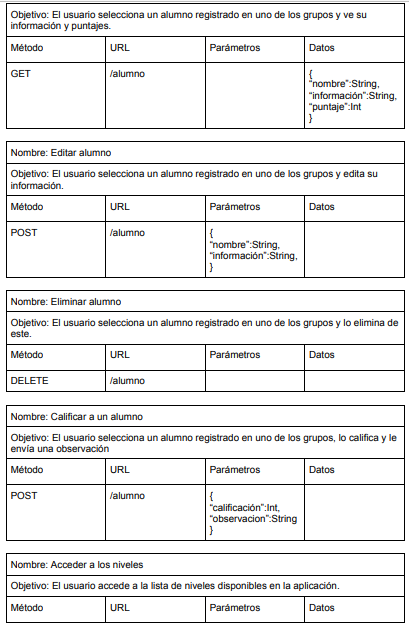 Objetivo: El usuario selecciona un alumno registrado en uno de los grupos y ve su
información y puntajes.
Método URL Parámetros Datos
GET /alumno {
“nombre”:String,
“información”:String,
“puntaje”:Int
}
Nombre: Editar alumno
Objetivo: El usuario selecciona un alumno registrado en uno de los grupos y edita su
información.
Método URL Parámetros Datos
POST /alumno {
“nombre”:String,
“información”:String,
}
Nombre: Eliminar alumno
Objetivo: El usuario selecciona un alumno registrado en uno de los grupos y lo elimina de
este.
Método URL Parámetros Datos
DELETE /alumno
Nombre: Calificar a un alumno
Objetivo: El usuario selecciona un alumno registrado en uno de los grupos, lo califica y le
envía una observación
Método URL Parámetros Datos
POST /alumno {
“calificación”:Int,
“observacion”:String
}
Nombre: Acceder a los niveles
Objetivo: El usuario accede a la lista de niveles disponibles en la aplicación.
Método URL Parámetros Datos